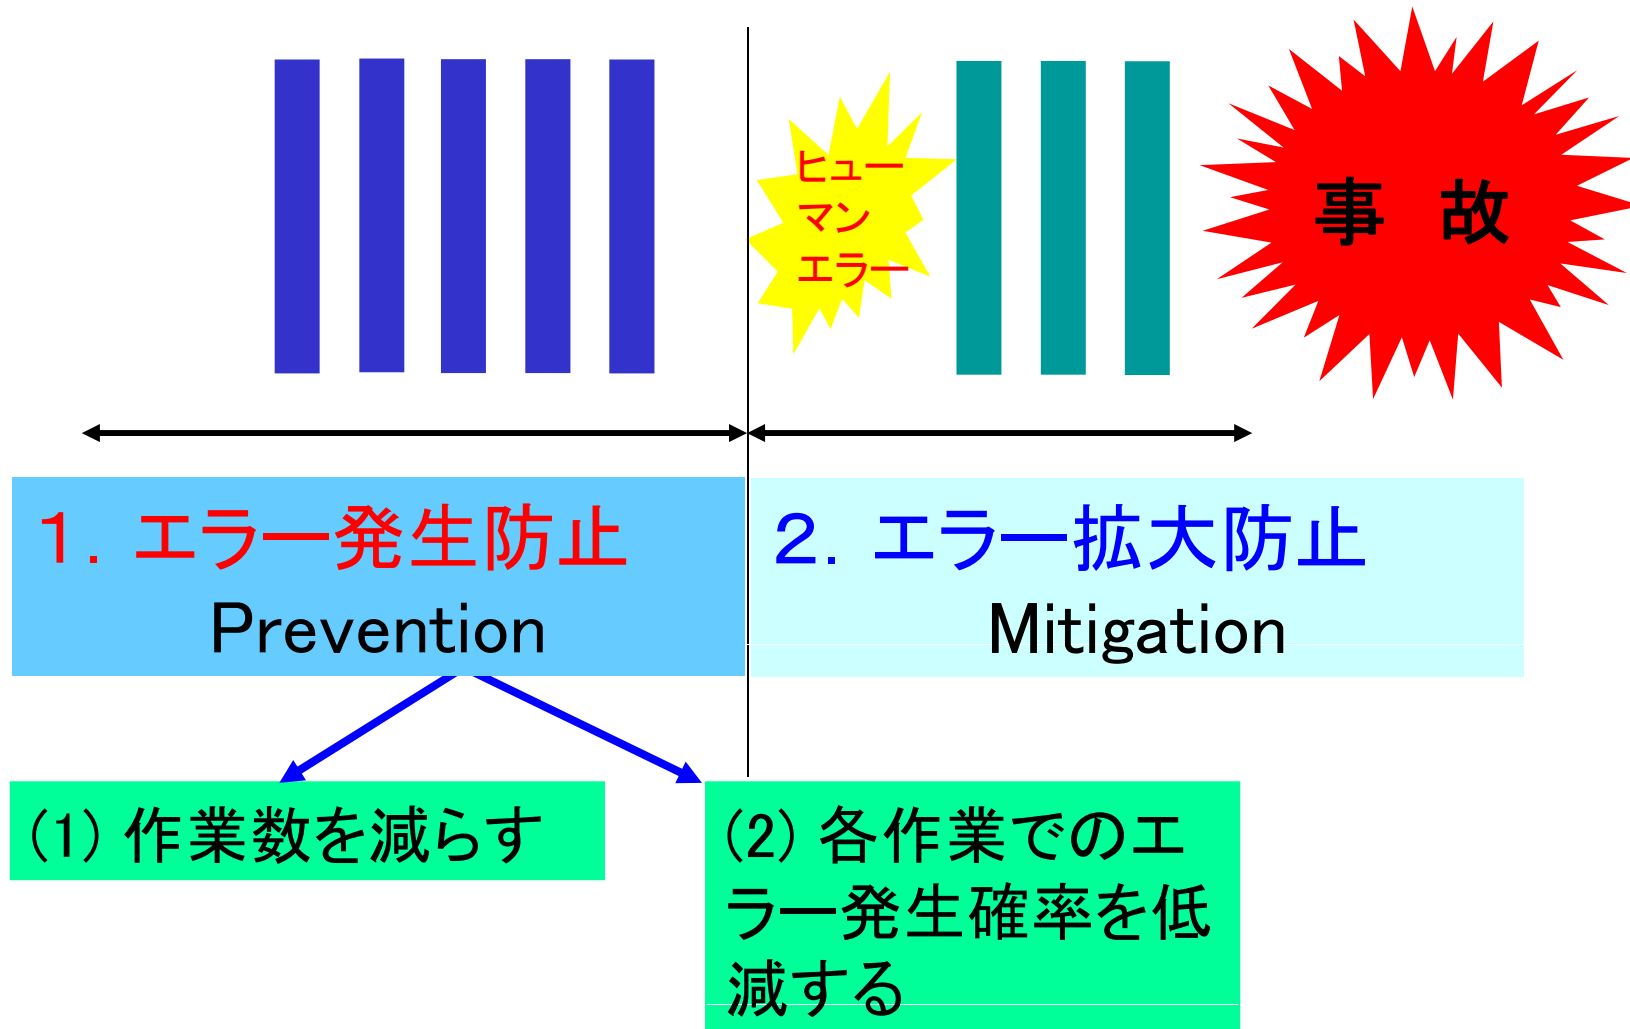 ヒュー
マン
エラー
事　故
１．エラー発生防止
Prevention
２．エラー拡大防止
Mitigation
(1) 作業数を減らす
(2) 各作業でのエ
ラー発生確率を低
減する